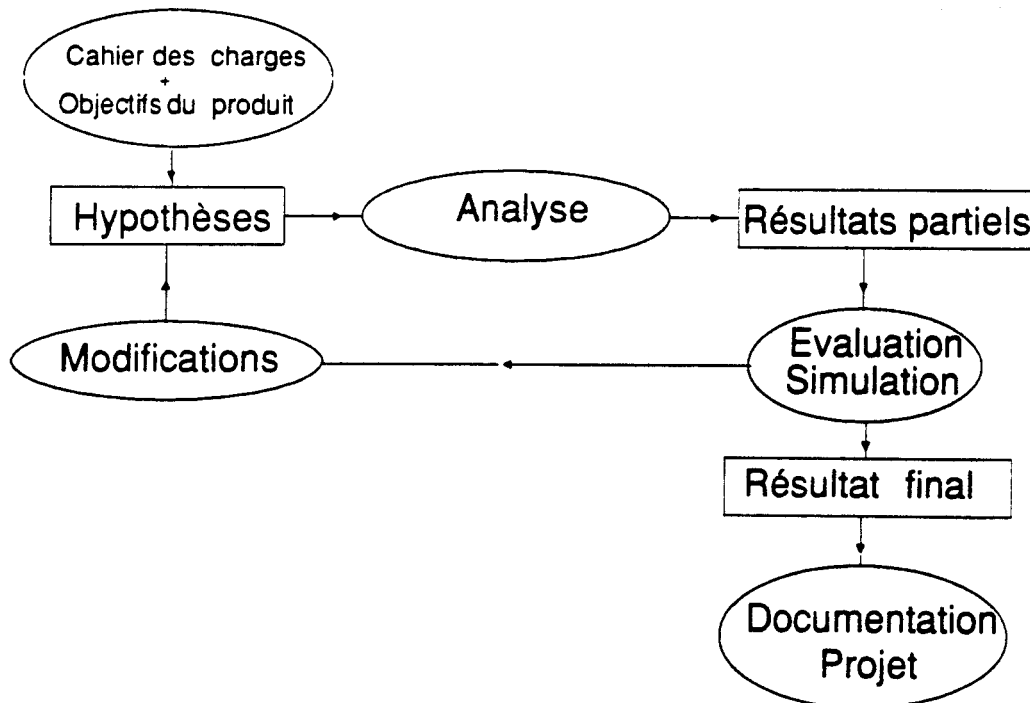 Cahier des charges
+
Objectifs du produit
Hypothèses
Analyse
Résultats partiels
Modifications
Evaluation
Simulation
Résultat final
Documentation
Projet